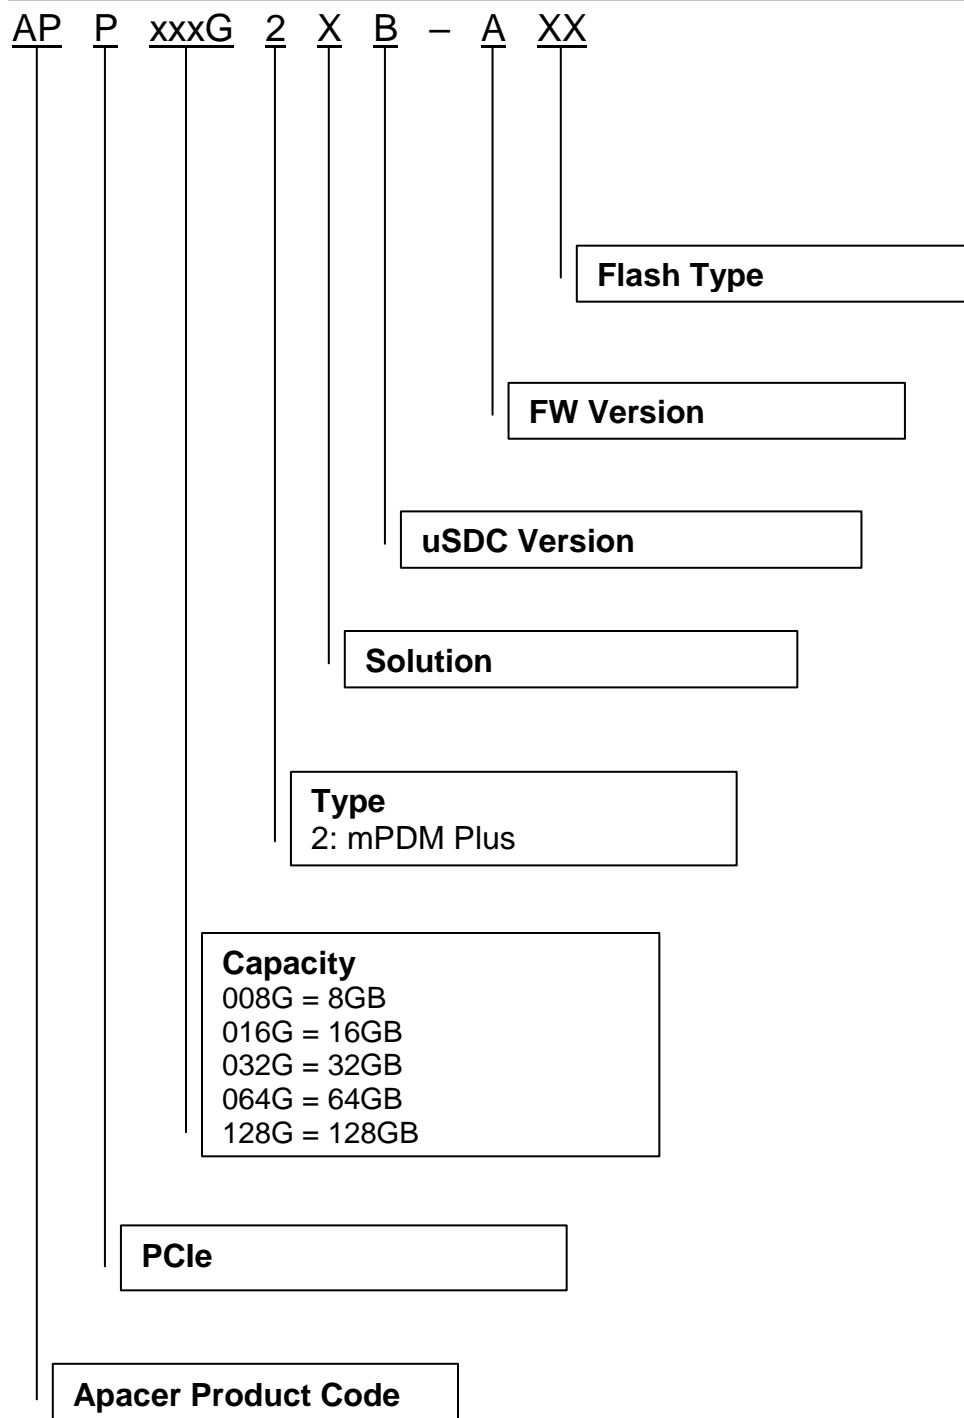 AP P xxxG 2 X B – A XX
Flash Type
FW Version
uSDC Version
Solution
Type
2: mPDM Plus
Capacity
008G = 8GB
016G = 16GB
032G = 32GB
064G = 64GB
128G = 128GB
PCIe
Apacer Product Code